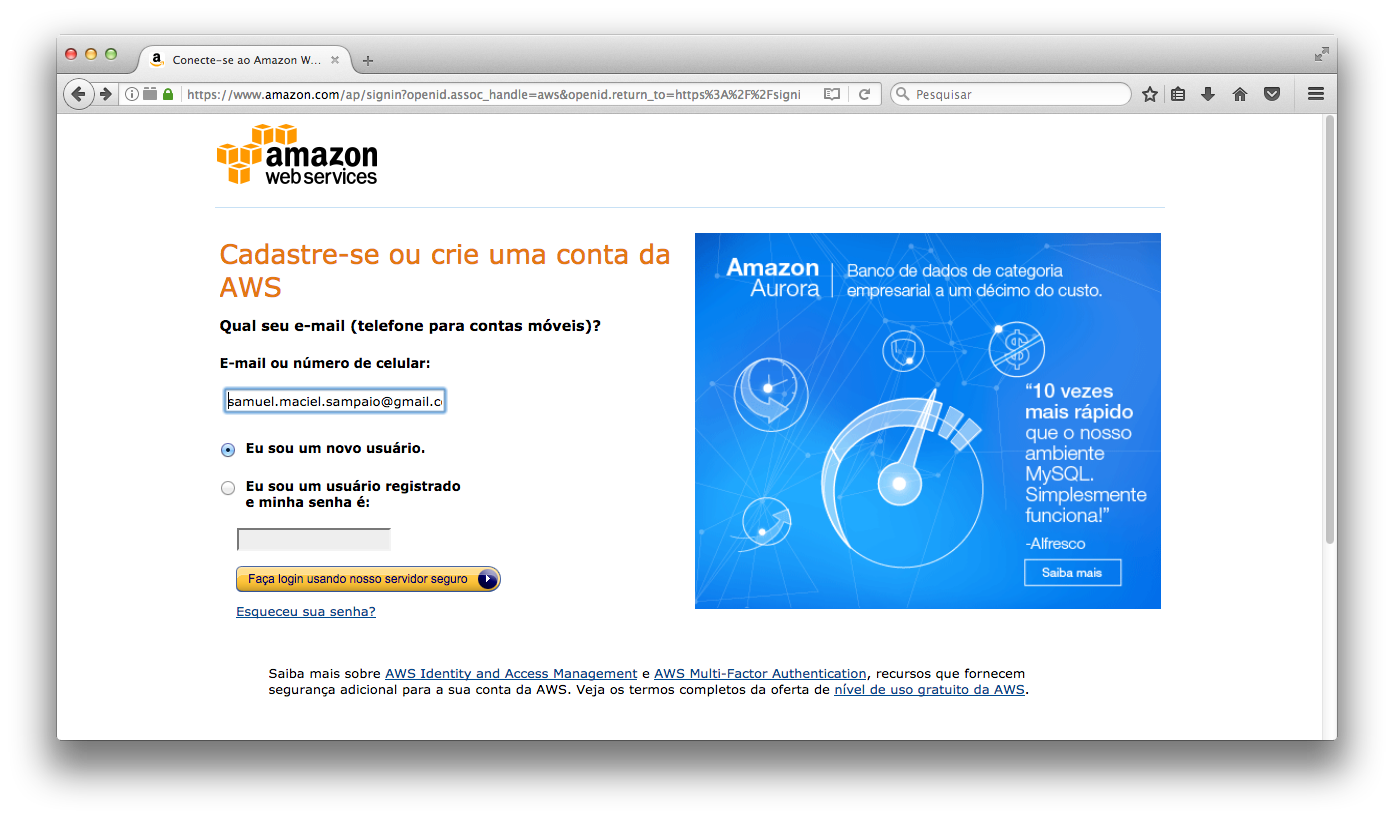 Conecte-se ao Amazon W...
https://www.amazon.com/ap/signin?openid.assoc_handle=aws&openid.return_to=https%3A%2F%2Fsigni
Pesquisar
amazon
web services
Cadastre-se ou crie uma conta da
AWS
Qual seu e-mail (telefone para contas móveis)?
E-mail ou número de celular:
samuel.maciel.sampaio@gmail.c
Eu sou um novo usuário.
Eu sou um usuário registrado
e minha senha é:
Faça login usando nosso servidor seguro
Esqueceu sua senha?
Amazon
Aurora
Banco de dados de categoria
empresarial a um décimo do custo.
“10 vezes
mais rápido
que o nosso
ambiente
MySQL.
Simplesmente
funciona!”
-Alfresco
Saiba mais
Saiba mais sobre AWS Identity and Access Management e AWS Multi-Factor Authentication, recursos que fornecem
segurança adicional para a sua conta da AWS. Veja os termos completos da oferta de nível de uso gratuito da AWS.